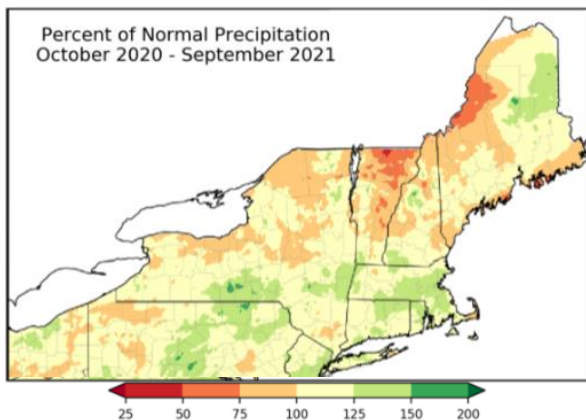 Percent of Normal Precipitation
October 2020 - September 2021
25 50 75 100 125 150 200